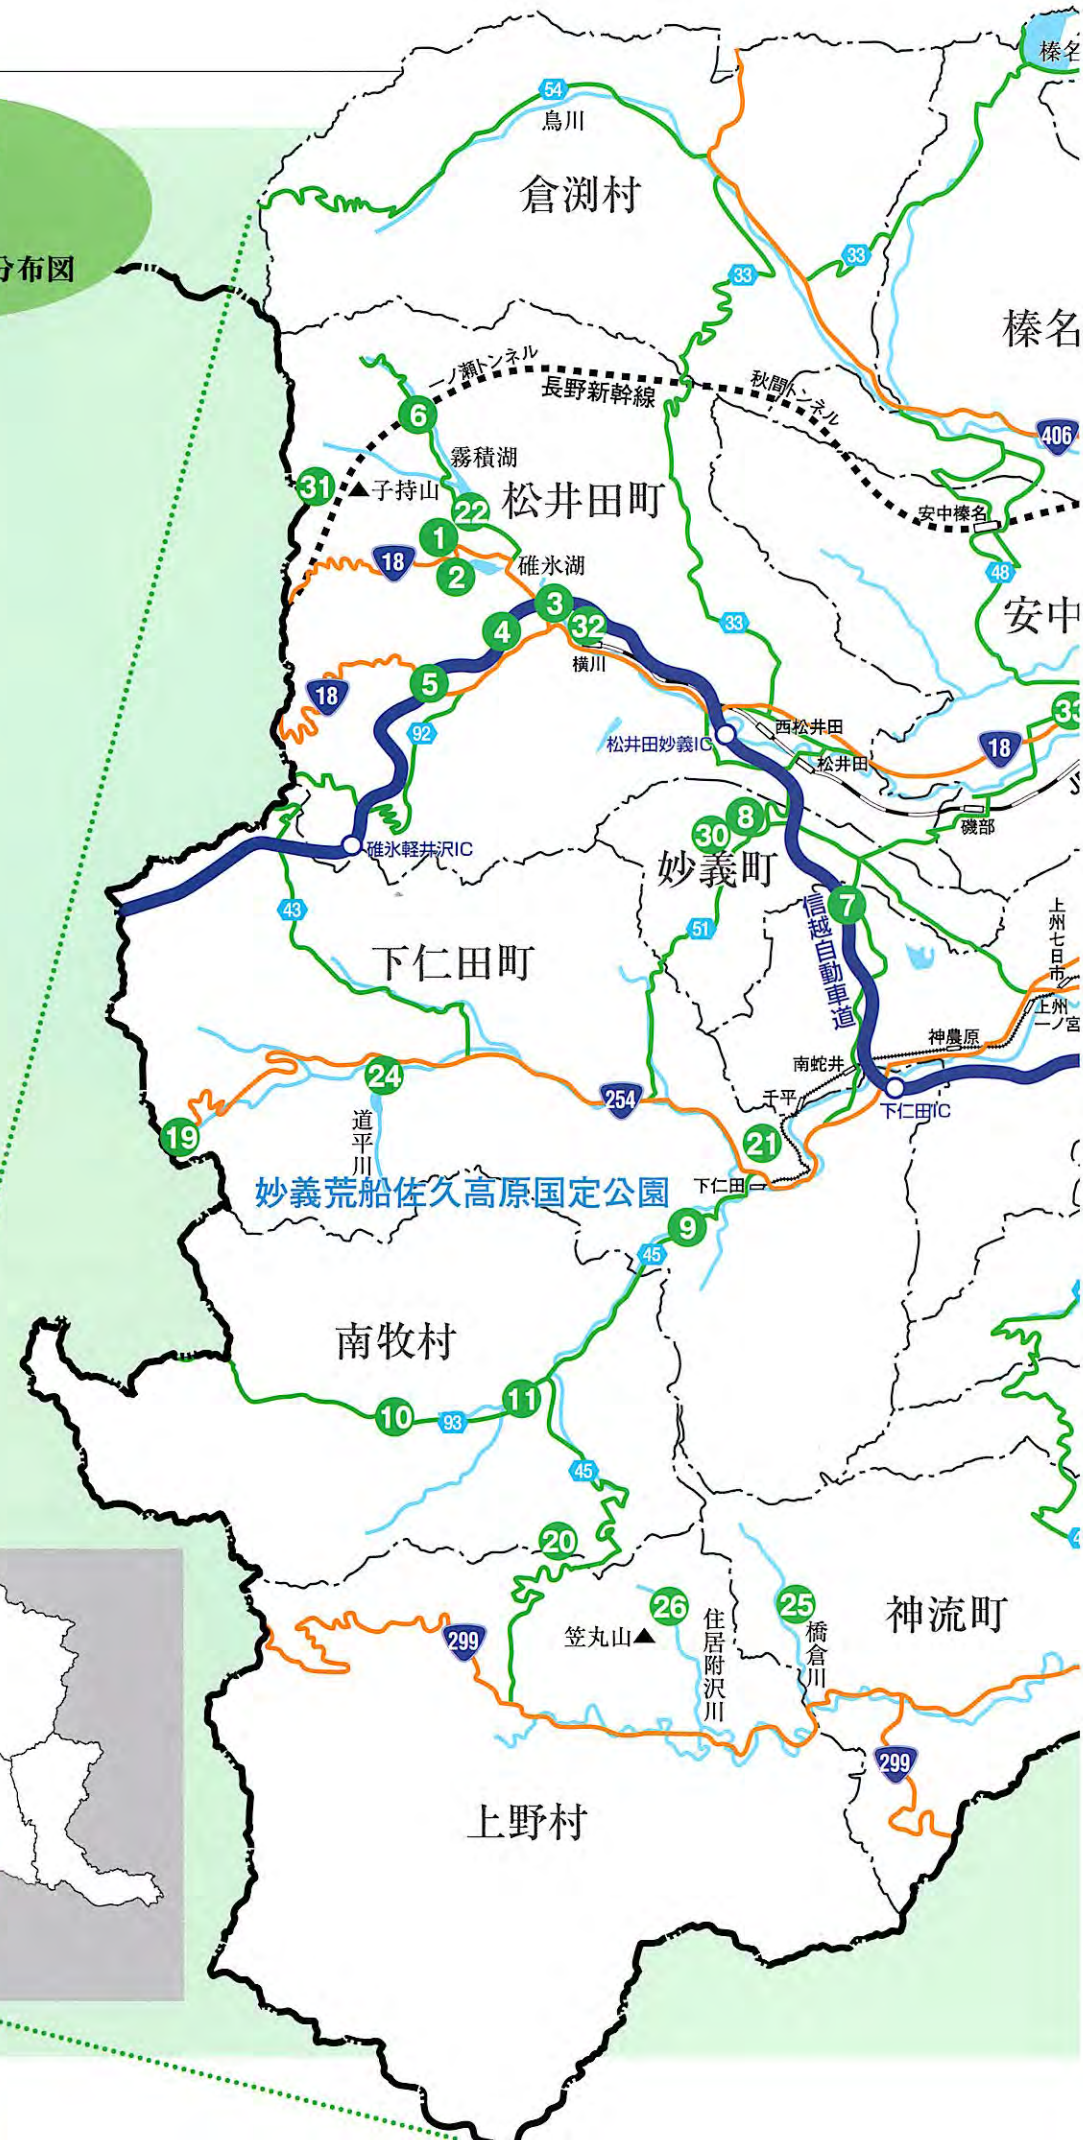 榛名
54
烏川
倉渕村
33
33
分布図
榛名
一ノ瀬トンネル
長野新幹線
秋間トンネル
6
406
霧積湖
31
子持山
松井田町
22
安中榛名
1
18
2
碓氷湖
48
3
安中
4
32
33
横川
5
18
33
92
西松井田
松井田妙義IC
18
松井田
8
30
磯部
碓氷軽井沢IC
妙義町
7
43
51
信越自動車道
上州七日市
下仁田町
上州
一ノ宮
神農原
南蛇井
24
254
千平
下仁田IC
19
道平川
21
妙義荒船佐久高原国定公園
下仁田
9
45
南牧村
11
10
93
45
20
26
25
神流町
299
笠丸山
住居附沢川
橋倉川
299
上野村